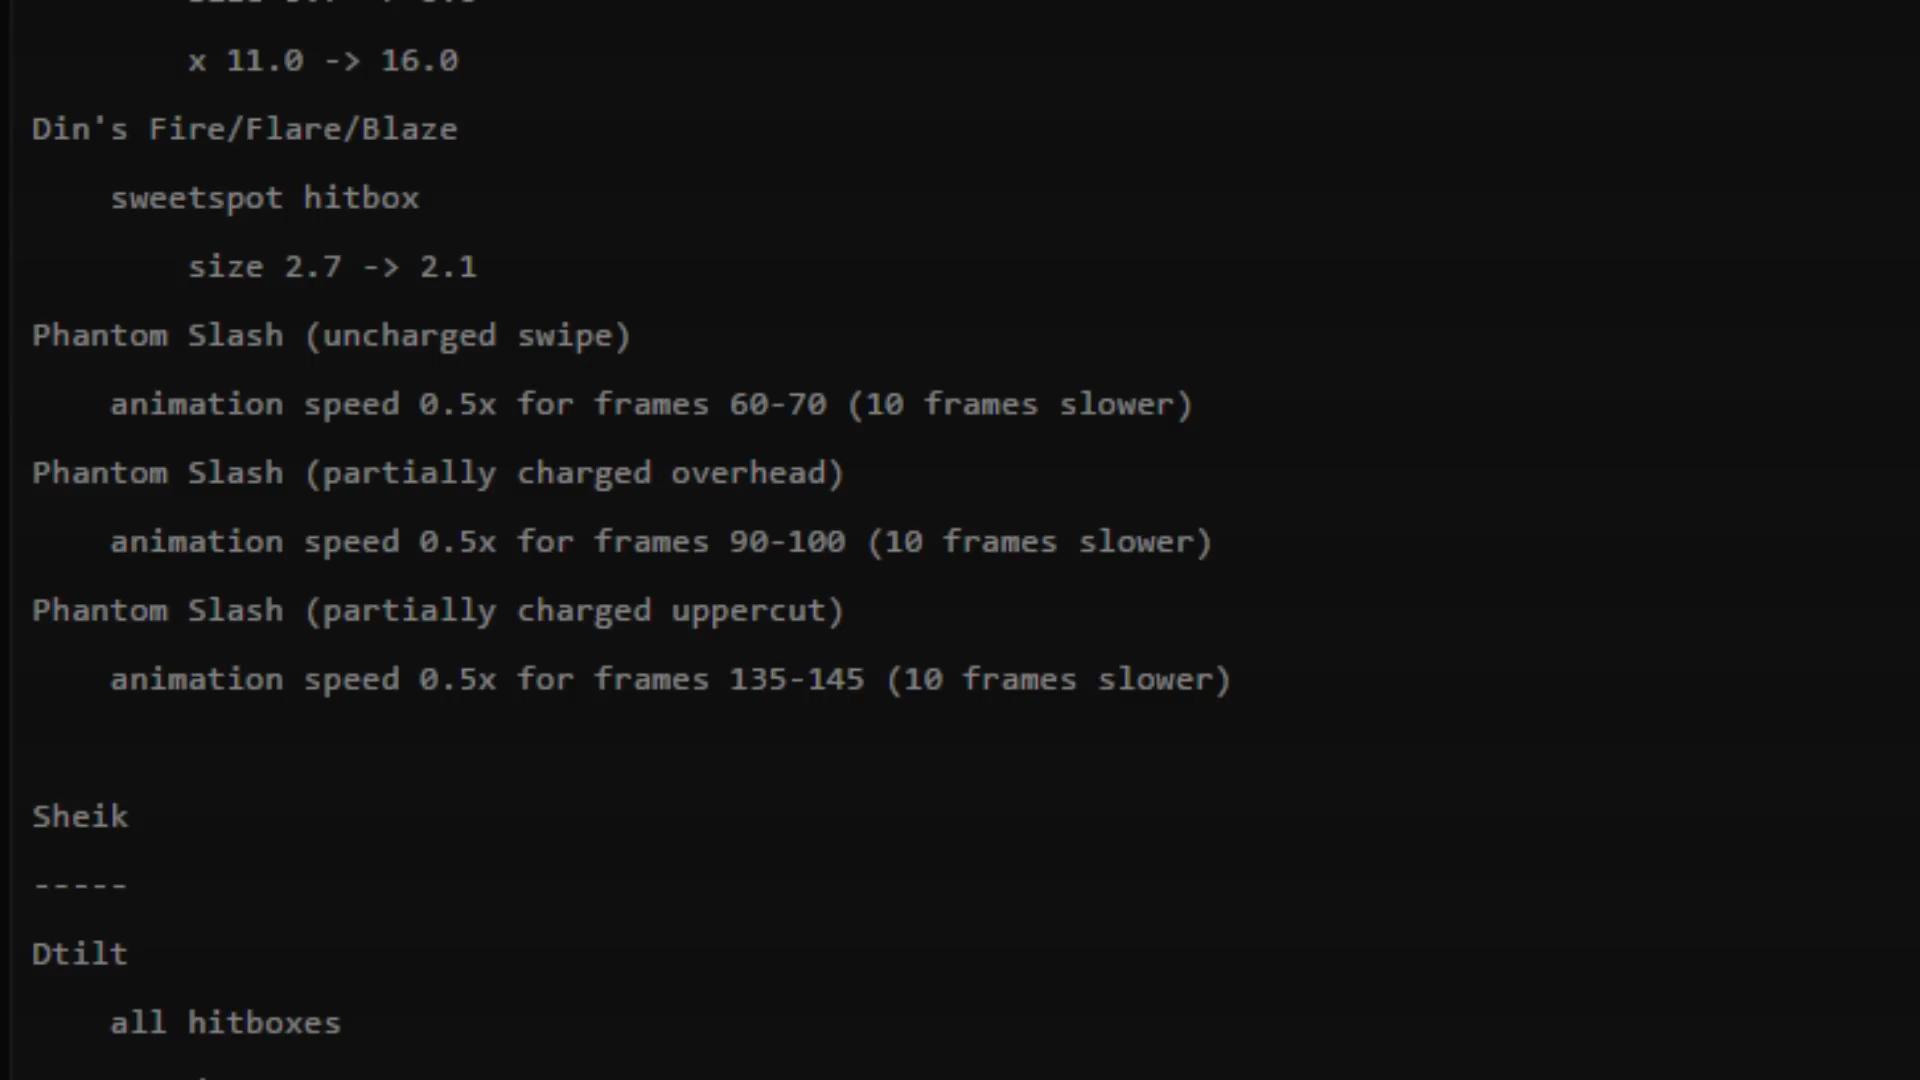 x 11.0 -> 16.0
Din's Fire/Flare/Blaze
sweetspot hitbox
size 2.7 -> 2.1
Phantom Slash (uncharged swipe)
animation speed 0.5x for frames 60-70 (10 frames slower)
Phantom Slash (partially charged overhead)
animation speed 0.5x for frames 90-100 (10 frames slower)
Phantom Slash (partially charged uppercut)
animation speed 0.5x for frames 135-145 (10 frames slower)
Sheik
-----
Dtilt
all hitboxes